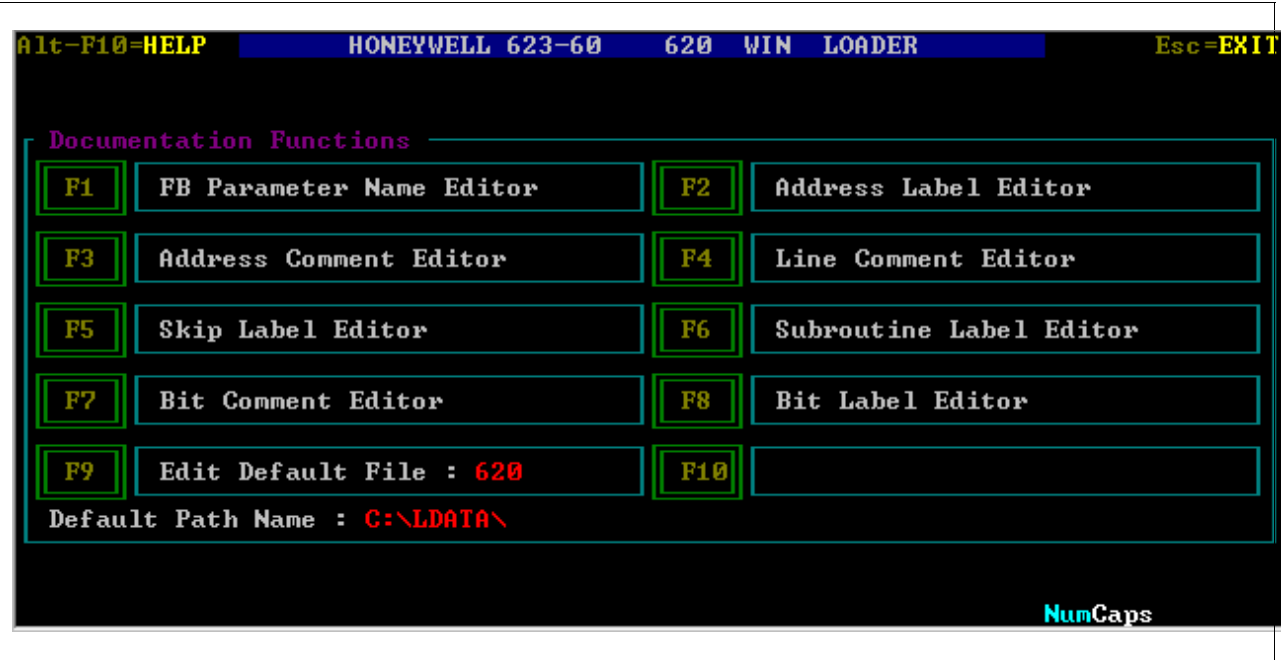 Alt-F10=HELP HONEYWELL 623-60 620 WIN LOADER Esc=EXIT
Documentation Functions
F1 FB Parameter Name Editor F2 Address Label Editor
F3 Address Comment Editor F4 Line Comment Editor
F5 Skip Label Editor F6 Subroutine Label Editor
F7 Bit Comment Editor F8 Bit Label Editor
F9 Edit Default File : 620 F10
Default Path Name : C:\LDATA\
NumCaps